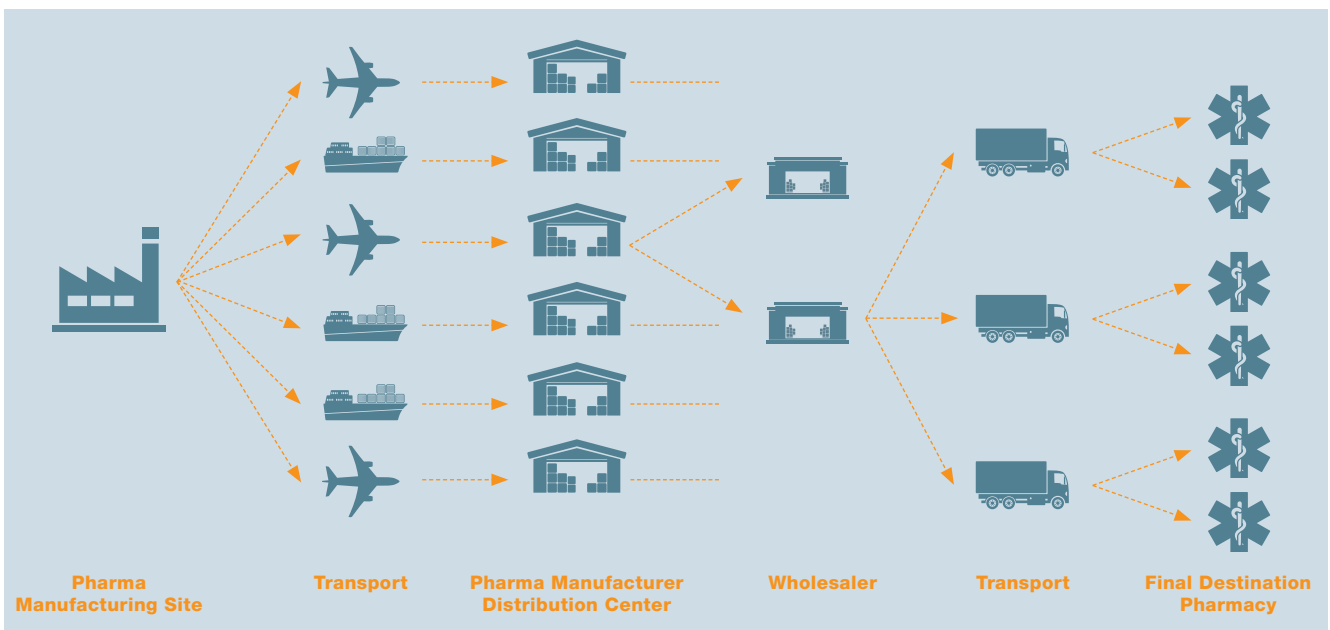 Pharma
Manufacturing Site
Transport
Pharma Manufacturer
Distribution Center
Wholesaler
Transport
Final Destination
Pharmacy